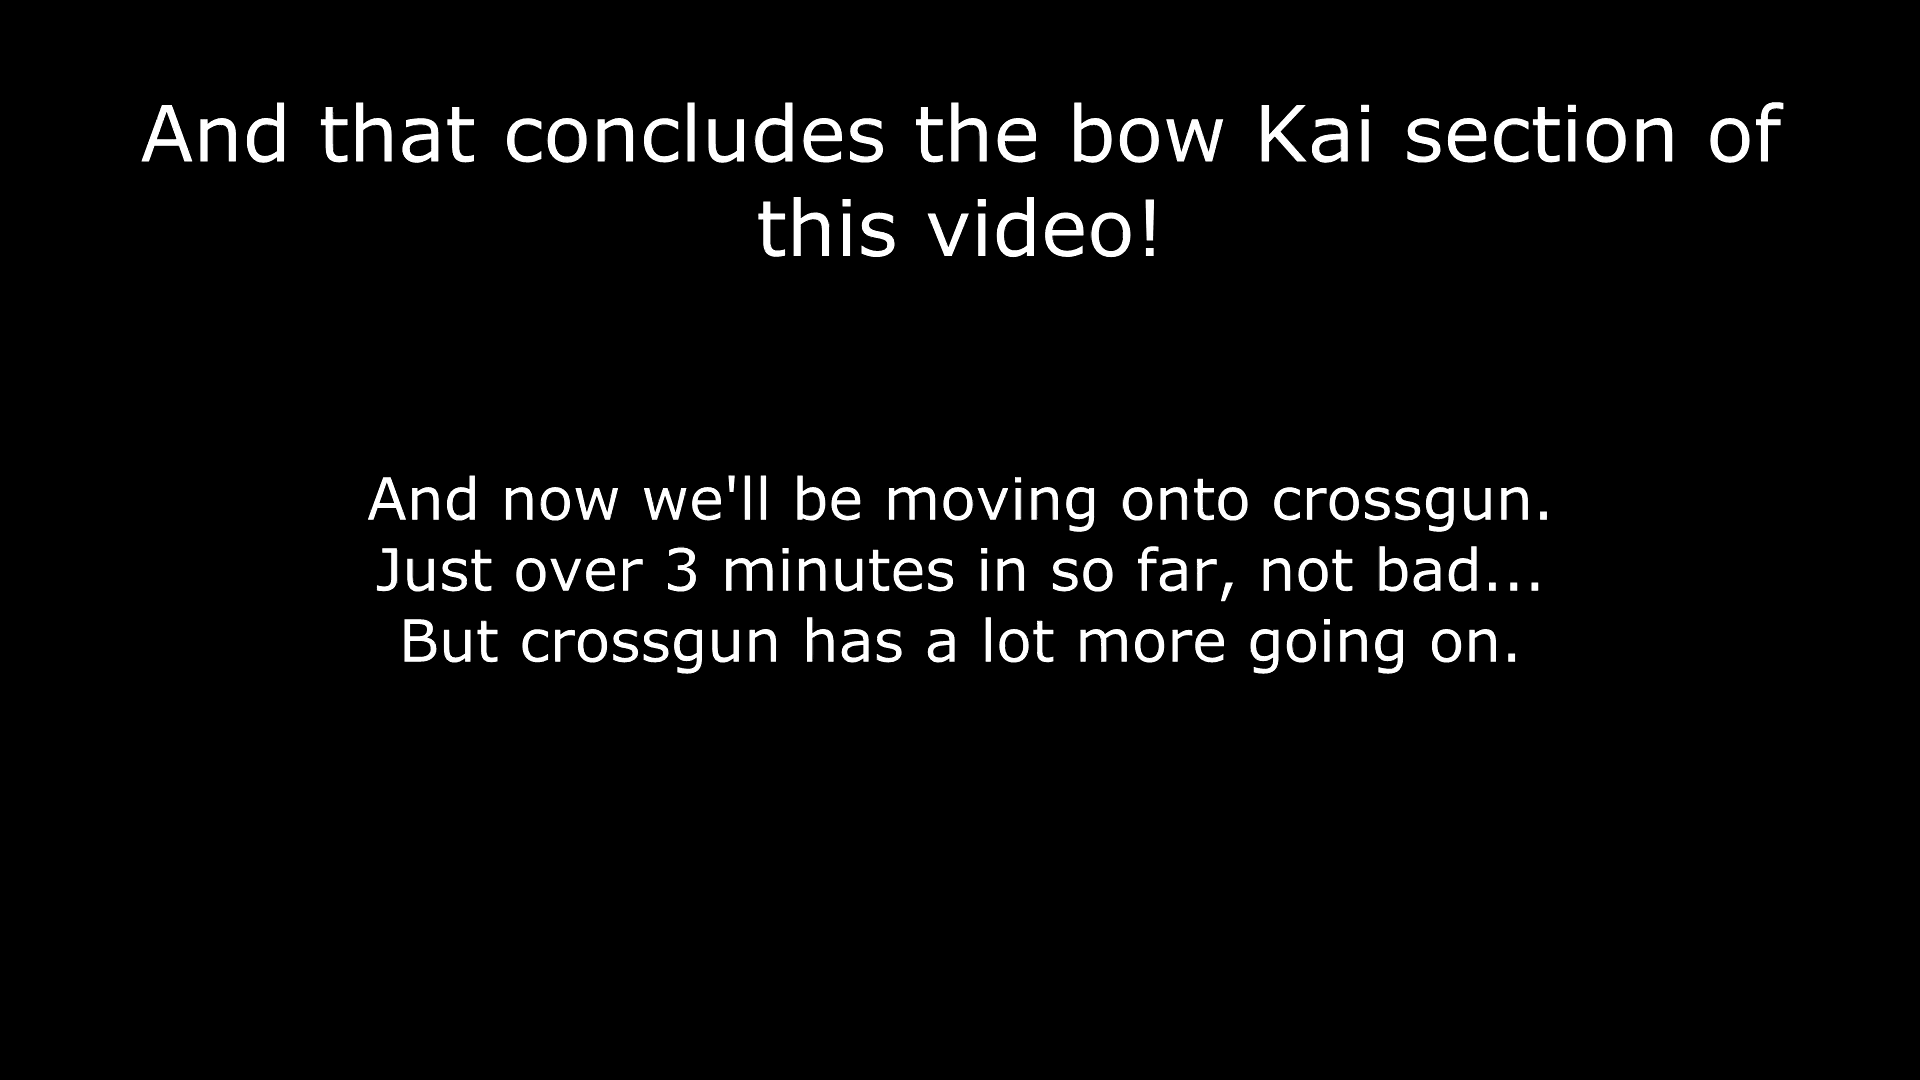 And that concludes the bow Kai section of
this video!
And now we'll be moving onto crossgun.
Just over 3 minutes in so far, not bad...
But crossgun has a lot more going on.